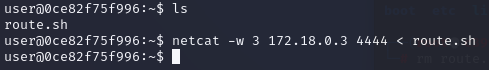 user@0ce82f75f996:~$ ls
route.sh
user@0ce82f75f996:~$ netcat -w 3 172.18.0.3 4444 < route.sh
user@0ce82f75f996:~$